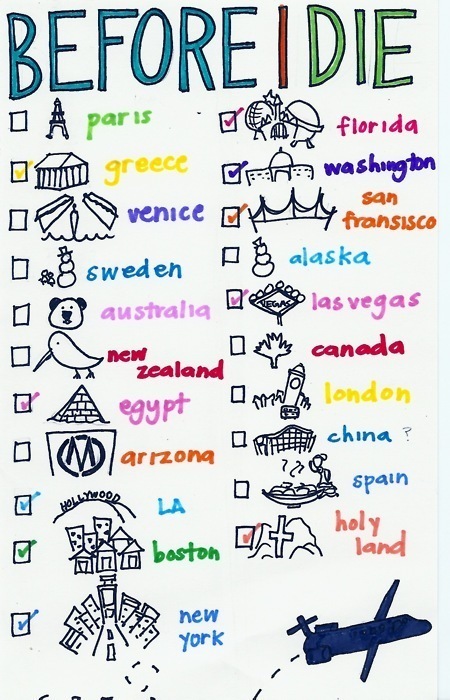 BEFORE I DIE
paris
greece
venice
sweden
australia
new
zealand
egypt
arizona
HOLLYWOOD
LA
boston
new
york
florida
washington
san
fransisco
alaska
VEGAS
las vegas
canada
london
china ?
spain
holy
land